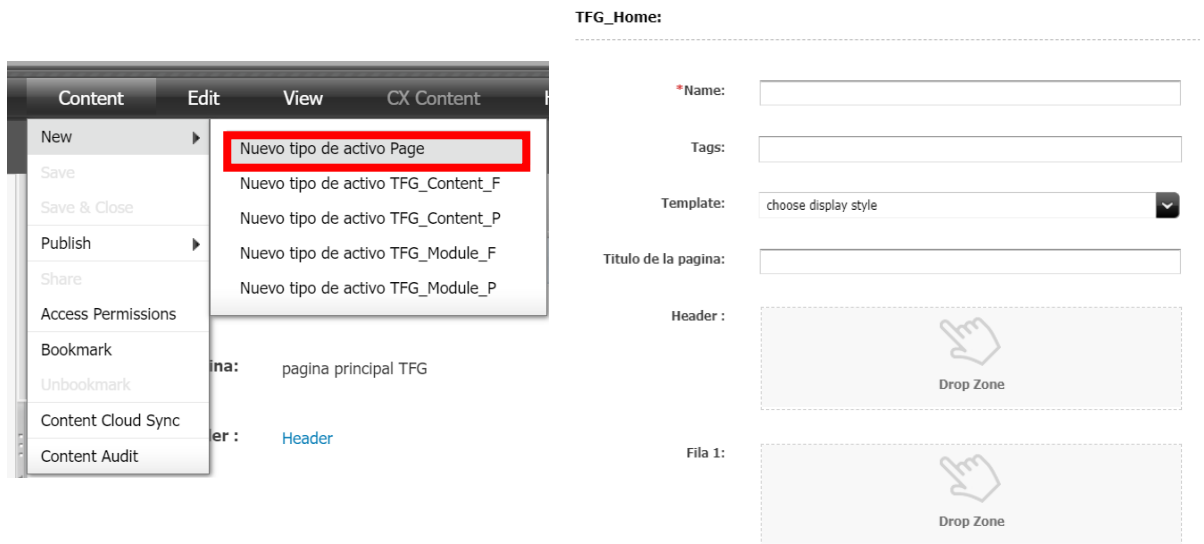 Content Edit View CX Content
New
Save
Save & Close
Publish
Share
Access Permissions
Bookmark
Unbookmark
Content Cloud Sync
Content Audit
Nuevo tipo de activo Page
Nuevo tipo de activo TFG_Content_F
Nuevo tipo de activo TFG_Content_P
Nuevo tipo de activo TFG_Module_F
Nuevo tipo de activo TFG_Module_P
ina: pagina principal TFG
er : Header
TFG_Home:
*Name:
Tags:
Template: choose display style
Titulo de la pagina:
Header :
Drop Zone
Fila 1:
Drop Zone